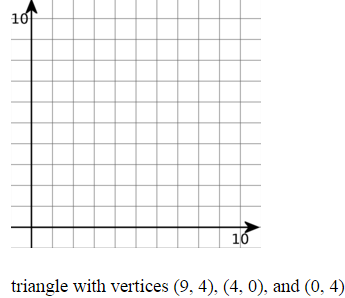 10
10
triangle with vertices (9, 4), (4, 0), and (0, 4)